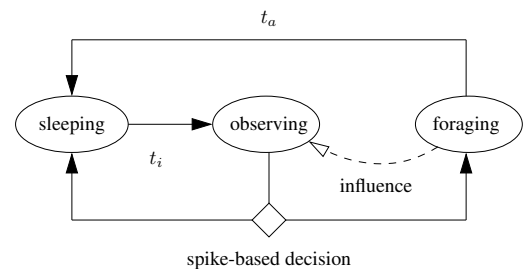 t_a
sleeping
observing
foraging
t_i
influence
spike-based decision